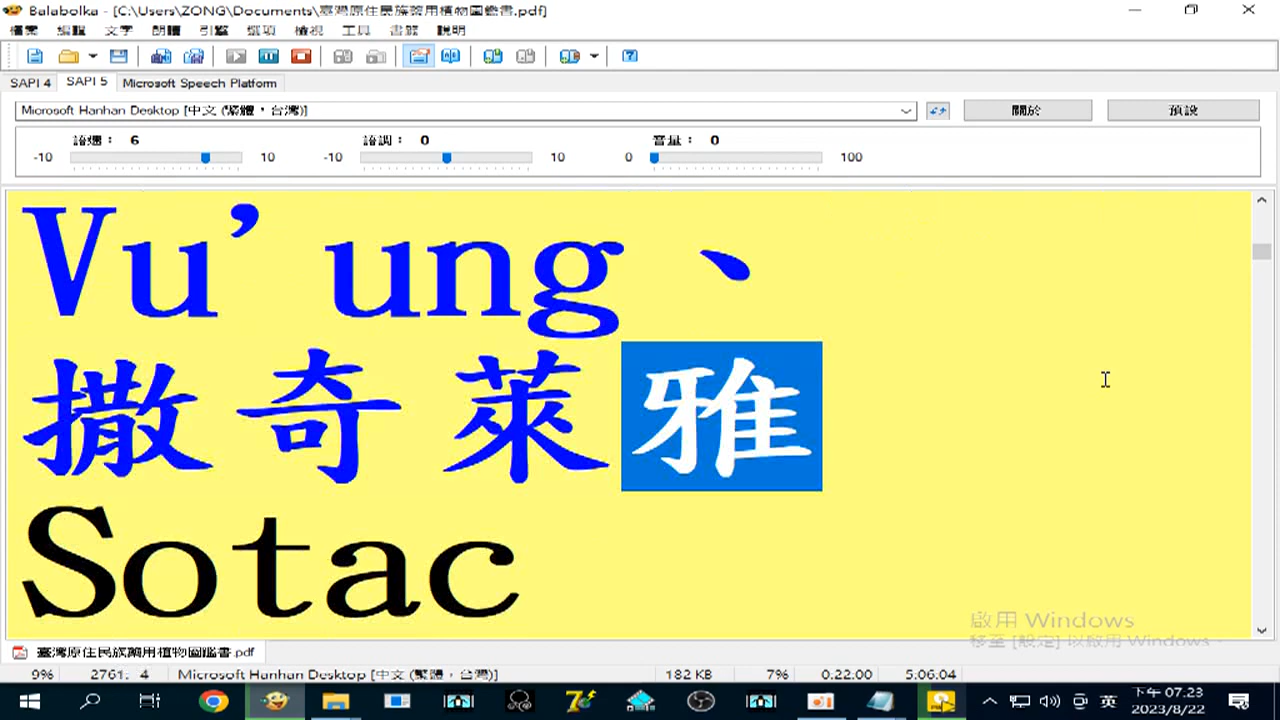 Balabolka - [C:\Users\ZONG\Documents\臺灣原住民族藥用植物圖鑑書.pdf]
檔案 編輯 文字 朗讀 引擎 選項 檢視 工具 書籤 說明
SAPI 4 SAPI 5 Microsoft Speech Platform
Microsoft Hanhan Desktop [中文 (繁體，台灣)] 關於 預設
語速： 6 語調： 0 音量： 0
-10 10 -10 10 0 100
Vu’ung、
撒奇萊雅
Sotac
啟用 Windows
移至 [設定] 以啟用 Windows。
臺灣原住民族藥用植物圖鑑書.pdf
9% 2761: 4 Microsoft Hanhan Desktop [中文 (繁體，台灣)] 182 KB 7% 0.22.00 5:06.04
英 下午 07.23
2023/8/22